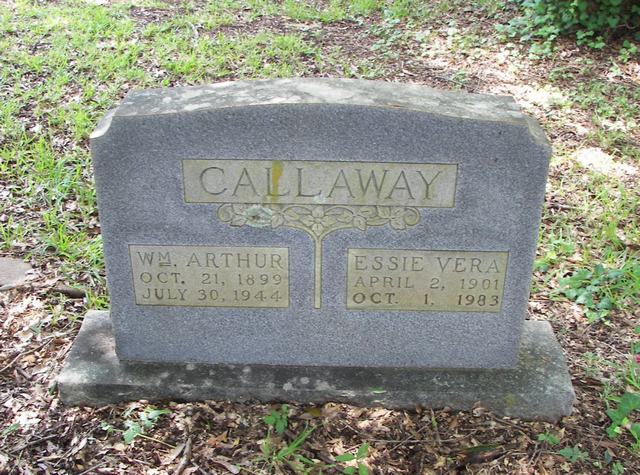 CALLAWAY
WM. ARTHUR
OCT. 21, 1899
JULY 30, 1944
ESSIE VERA
APRIL 2, 1901
OCT. 1, 1983